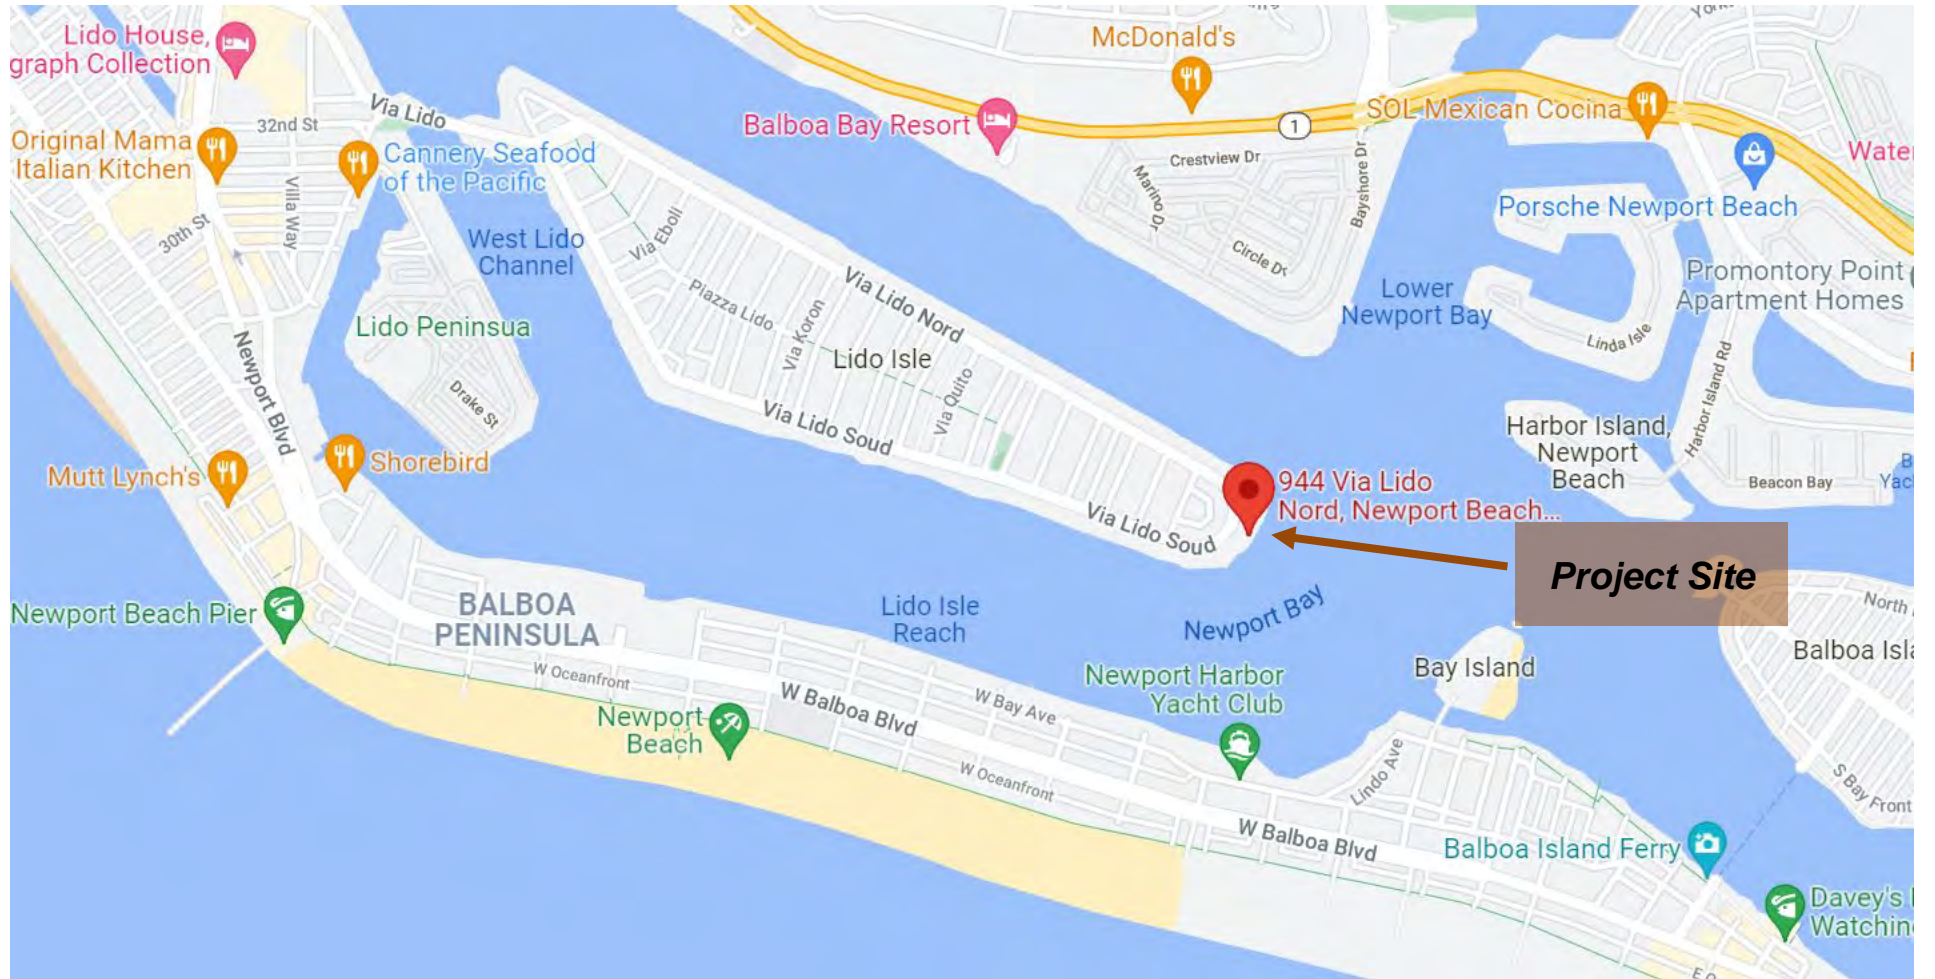 Lido House,
graph Collection
McDonald's
York
Via Lido
32nd St
Original Mama
Italian Kitchen
Cannery Seafood
of the Pacific
Balboa Bay Resort
1
SOL Mexican Cocina
Crestview Dr
Marino Dr
Circle Dr
Bayshore Dr
Porsche Newport Beach
Villa Way
30th St
West Lido
Channel
Via Eboli
Piazza Lido
Via Koron
Via Lido Nord
Lido Isle
Via Quito
Via Lido Soud
Lower
Newport Bay
Promontory Point
Apartment Homes
Linda Isle
Harbor Island Rd
Lido Peninsua
Drake St
Newport Blvd
Mutt Lynch's
Shorebird
Harbor Island,
Newport
Beach
Beacon Bay
944 Via Lido
Nord, Newport Beach...
Via Lido Soud
Project Site
Newport Beach Pier
BALBOA
PENINSULA
Lido Isle
Reach
Newport Bay
North
Balboa Isla
Bay Island
W Oceanfront
Newport
Beach
W Balboa Blvd
W Bay Ave
Newport Harbor
Yacht Club
Lindo Ave
S Bay Front
W Oceanfront
W Balboa Blvd
Balboa Island Ferry
Davey's
Watchin